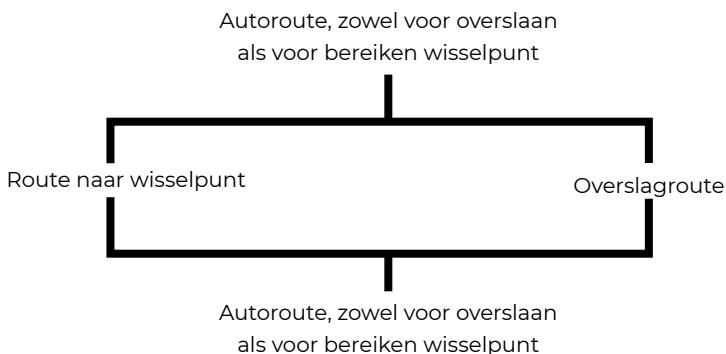 Autoroute, zowel voor overslaan
als voor bereiken wisselpunt
Route naar wisselpunt
Overslagroute
Autoroute, zowel voor overslaan
als voor bereiken wisselpunt